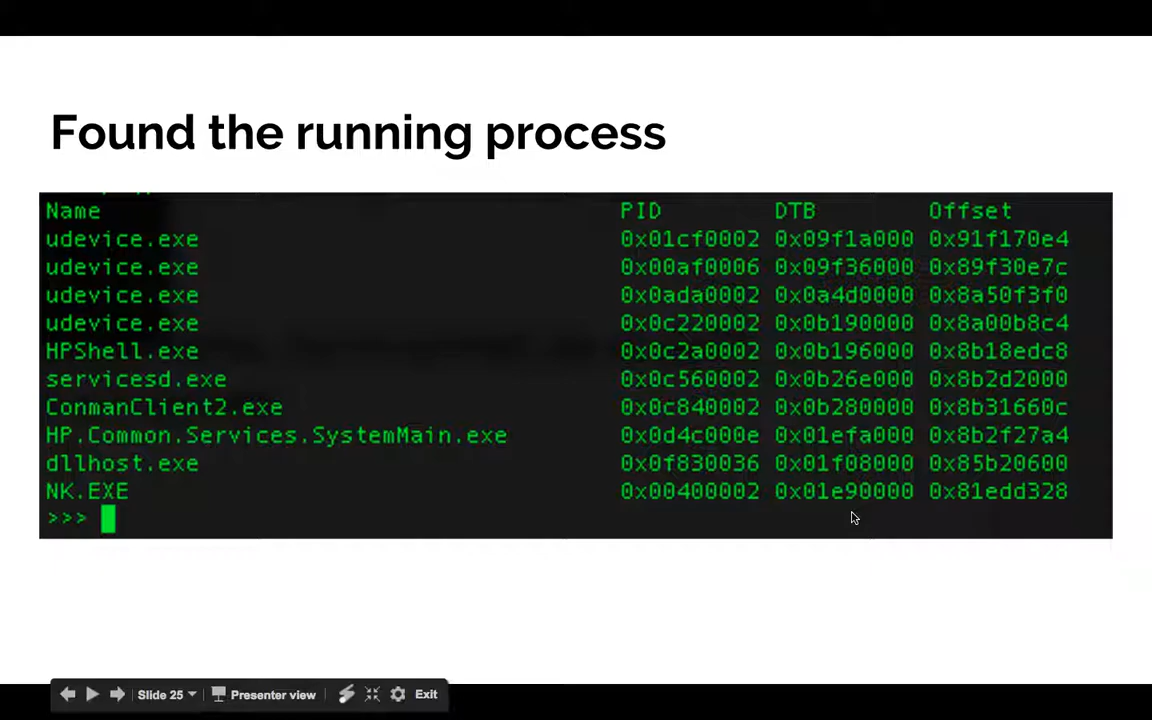 Found the running process
Name PID DTB Offset
udevice.exe 0x01cf0002 0x09f1a000 0x91f170e4
udevice.exe 0x00af0006 0x09f36000 0x89f30e7c
udevice.exe 0x0ada0002 0x0a4d0000 0x8a50f3f0
udevice.exe 0x0c220002 0x0b190000 0x8a00b8c4
HPShell.exe 0x0c2a0002 0x0b196000 0x8b18edc8
servicesd.exe 0x0c560002 0x0b26e000 0x8b2d2000
ConmanClient2.exe 0x0c840002 0x0b280000 0x8b31660c
HP.Common.Services.SystemMain.exe 0x0d4c000e 0x01efa000 0x8b2f27a4
dllhost.exe 0x0f830036 0x01f08000 0x85b20600
NK.EXE 0x00400002 0x01e90000 0x81edd328
>>>
Slide 25 Presenter view Exit